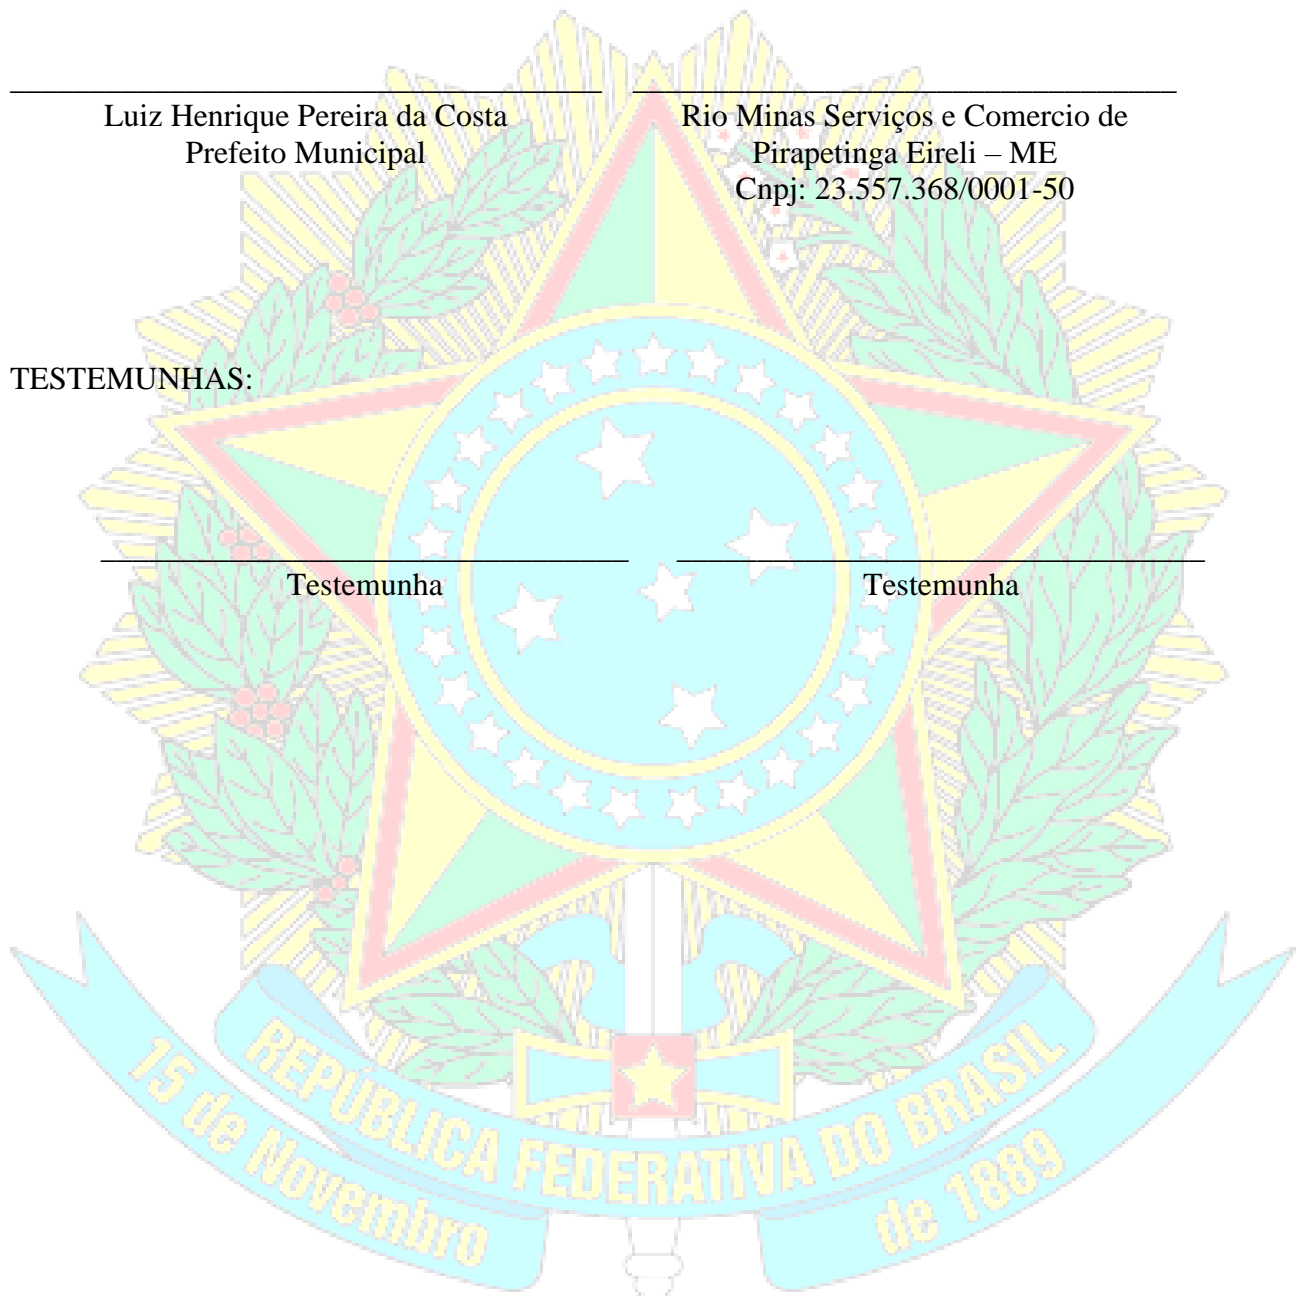 Luiz Henrique Pereira da Costa
Prefeito Municipal
Rio Minas Serviços e Comercio de
Pirapetinga Eireli – ME
Cnpj: 23.557.368/0001-50
TESTEMUNHAS:
Testemunha
Testemunha
REPÚBLICA FEDERATIVA DO BRASIL
15 de Novembro
de 1889